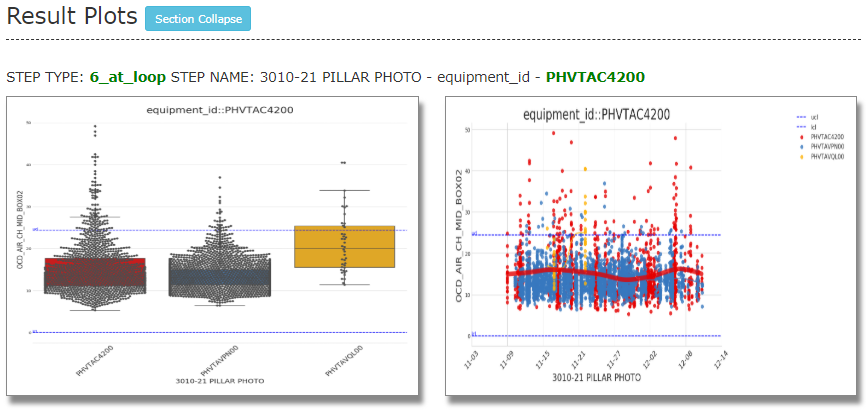 Result Plots Section Collapse
STEP TYPE: 6_at_loop STEP NAME: 3010-21 PILLAR PHOTO - equipment_id - PHVTAC4200
equipment_id::PHVTAC4200
OCD_AIR_CH_MID_BOX02
50
40
30
20
10
0
PHVTAC4200
PHVTAVPN00
PHVTAVQL00
3010-21 PILLAR PHOTO
equipment_id::PHVTAC4200
OCD_AIR_CH_MID_BOX02
50
40
30
20
10
0
11-03
11-09
11-15
11-21
11-27
12-02
12-08
12-14
3010-21 PILLAR PHOTO
ucl
lcl
PHVTAC4200
PHVTAVPN00
PHVTAVQL00